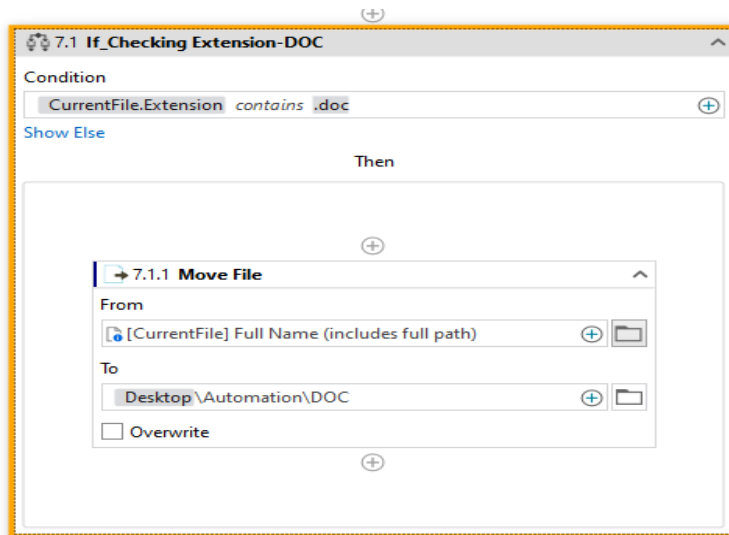 7.1 If_Checking Extension-DOC
Condition
CurrentFile.Extension contains .doc
Show Else
Then
7.1.1 Move File
From
[CurrentFile] Full Name (includes full path)
To
Desktop\Automation\DOC
Overwrite